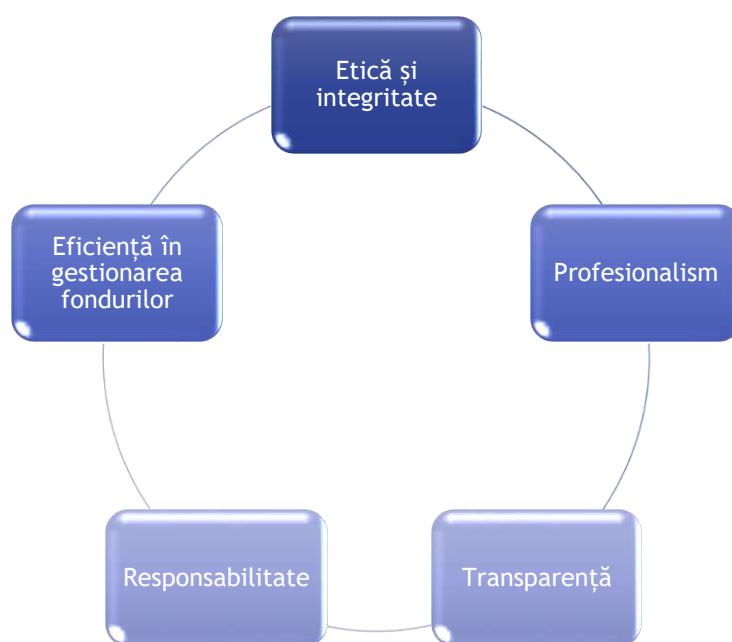 Etică și
integritate
Profesionalism
Transparență
Responsabilitate
Eficiență în
gestionarea
fondurilor